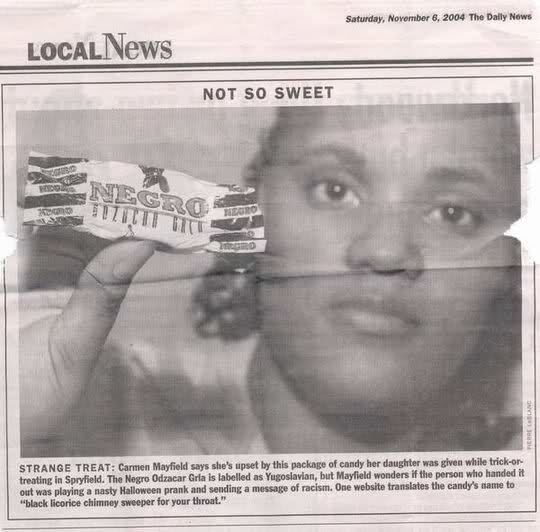 Saturday, November 6, 2004 The Daily News
LOCAL News
NOT SO SWEET
NEGRO
NEGRO
NEGRO
NEGRO
NEGRO
NEGRO
NEGRO
PIERRE LeBLANC
STRANGE TREAT: Carmen Mayfield says she's upset by this package of candy her daughter was given while trick-or-
treating in Spryfield. The Negro Odzacar Gria is labelled as Yugoslavian, but Mayfield wonders if the person who handed it
out was playing a nasty Halloween prank and sending a message of racism. One website translates the candy's name to
"black licorice chimney sweeper for your throat."